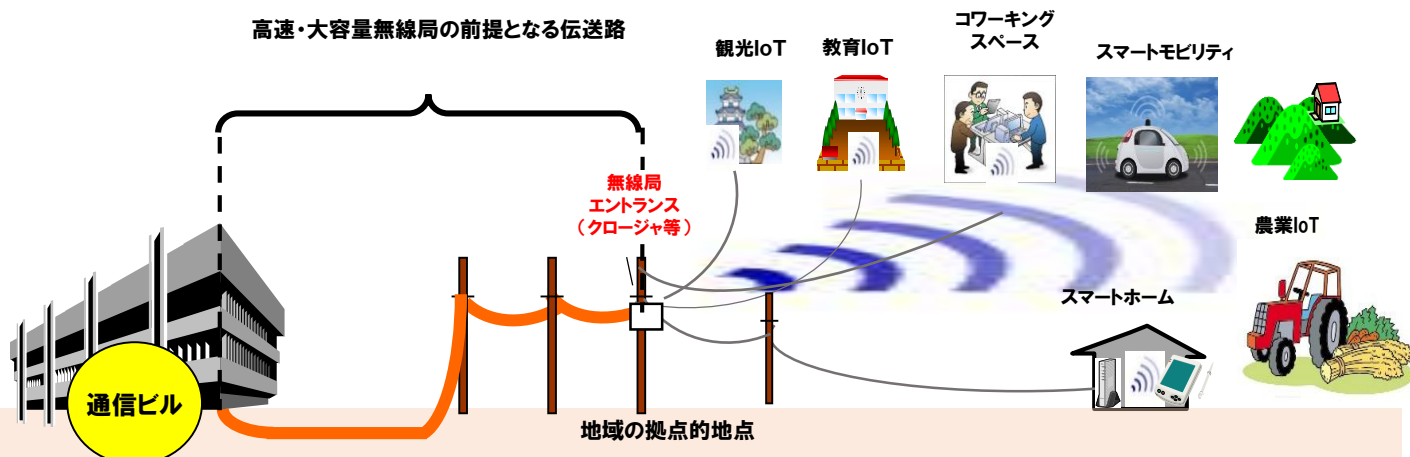 高速・大容量無線局の前提となる伝送路
観光IoT
教育IoT
コワーキング
スペース
スマートモビリティ
無線局
エントランス
（クロージャ等）
農業IoT
スマートホーム
通信ビル
地域の拠点的地点